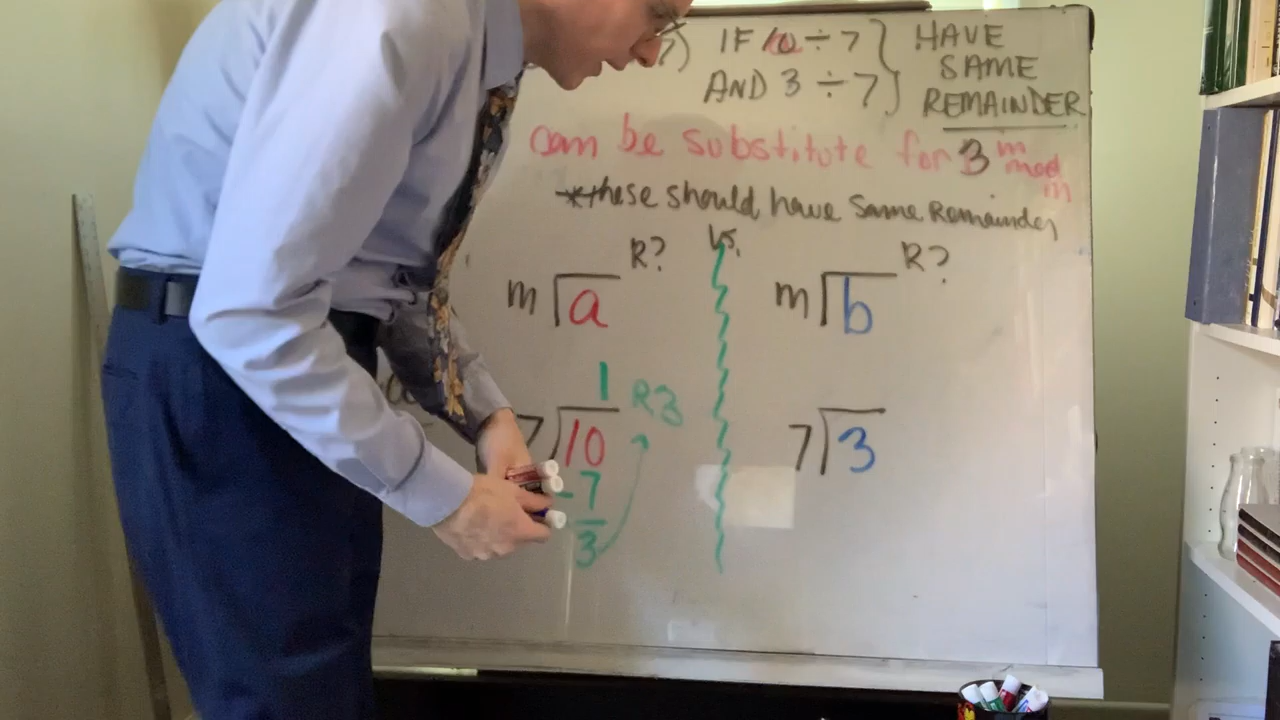 7) IF 10 ÷ 7 } HAVE
AND 3 ÷ 7 SAME
REMAINDER
can be substitute for 3 m
mod
m
*these should have same Remainder
R? vs. R?
m a m b
1 R3
7 10 7 3
-7
3